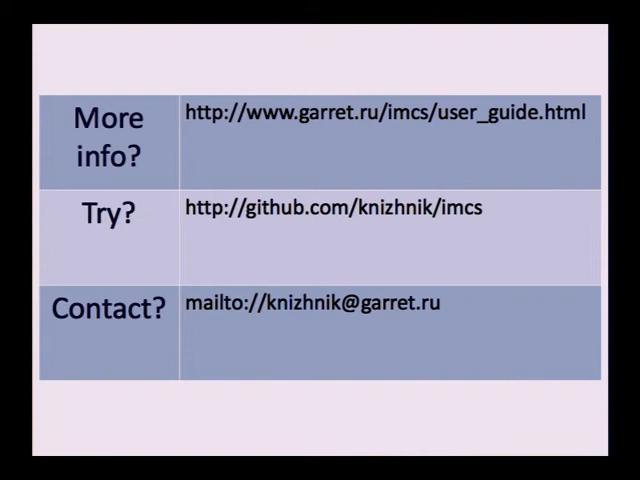 More
info?
http://www.garret.ru/imcs/user_guide.html
Try?
http://github.com/knizhnik/imcs
Contact?
mailto://knizhnik@garret.ru